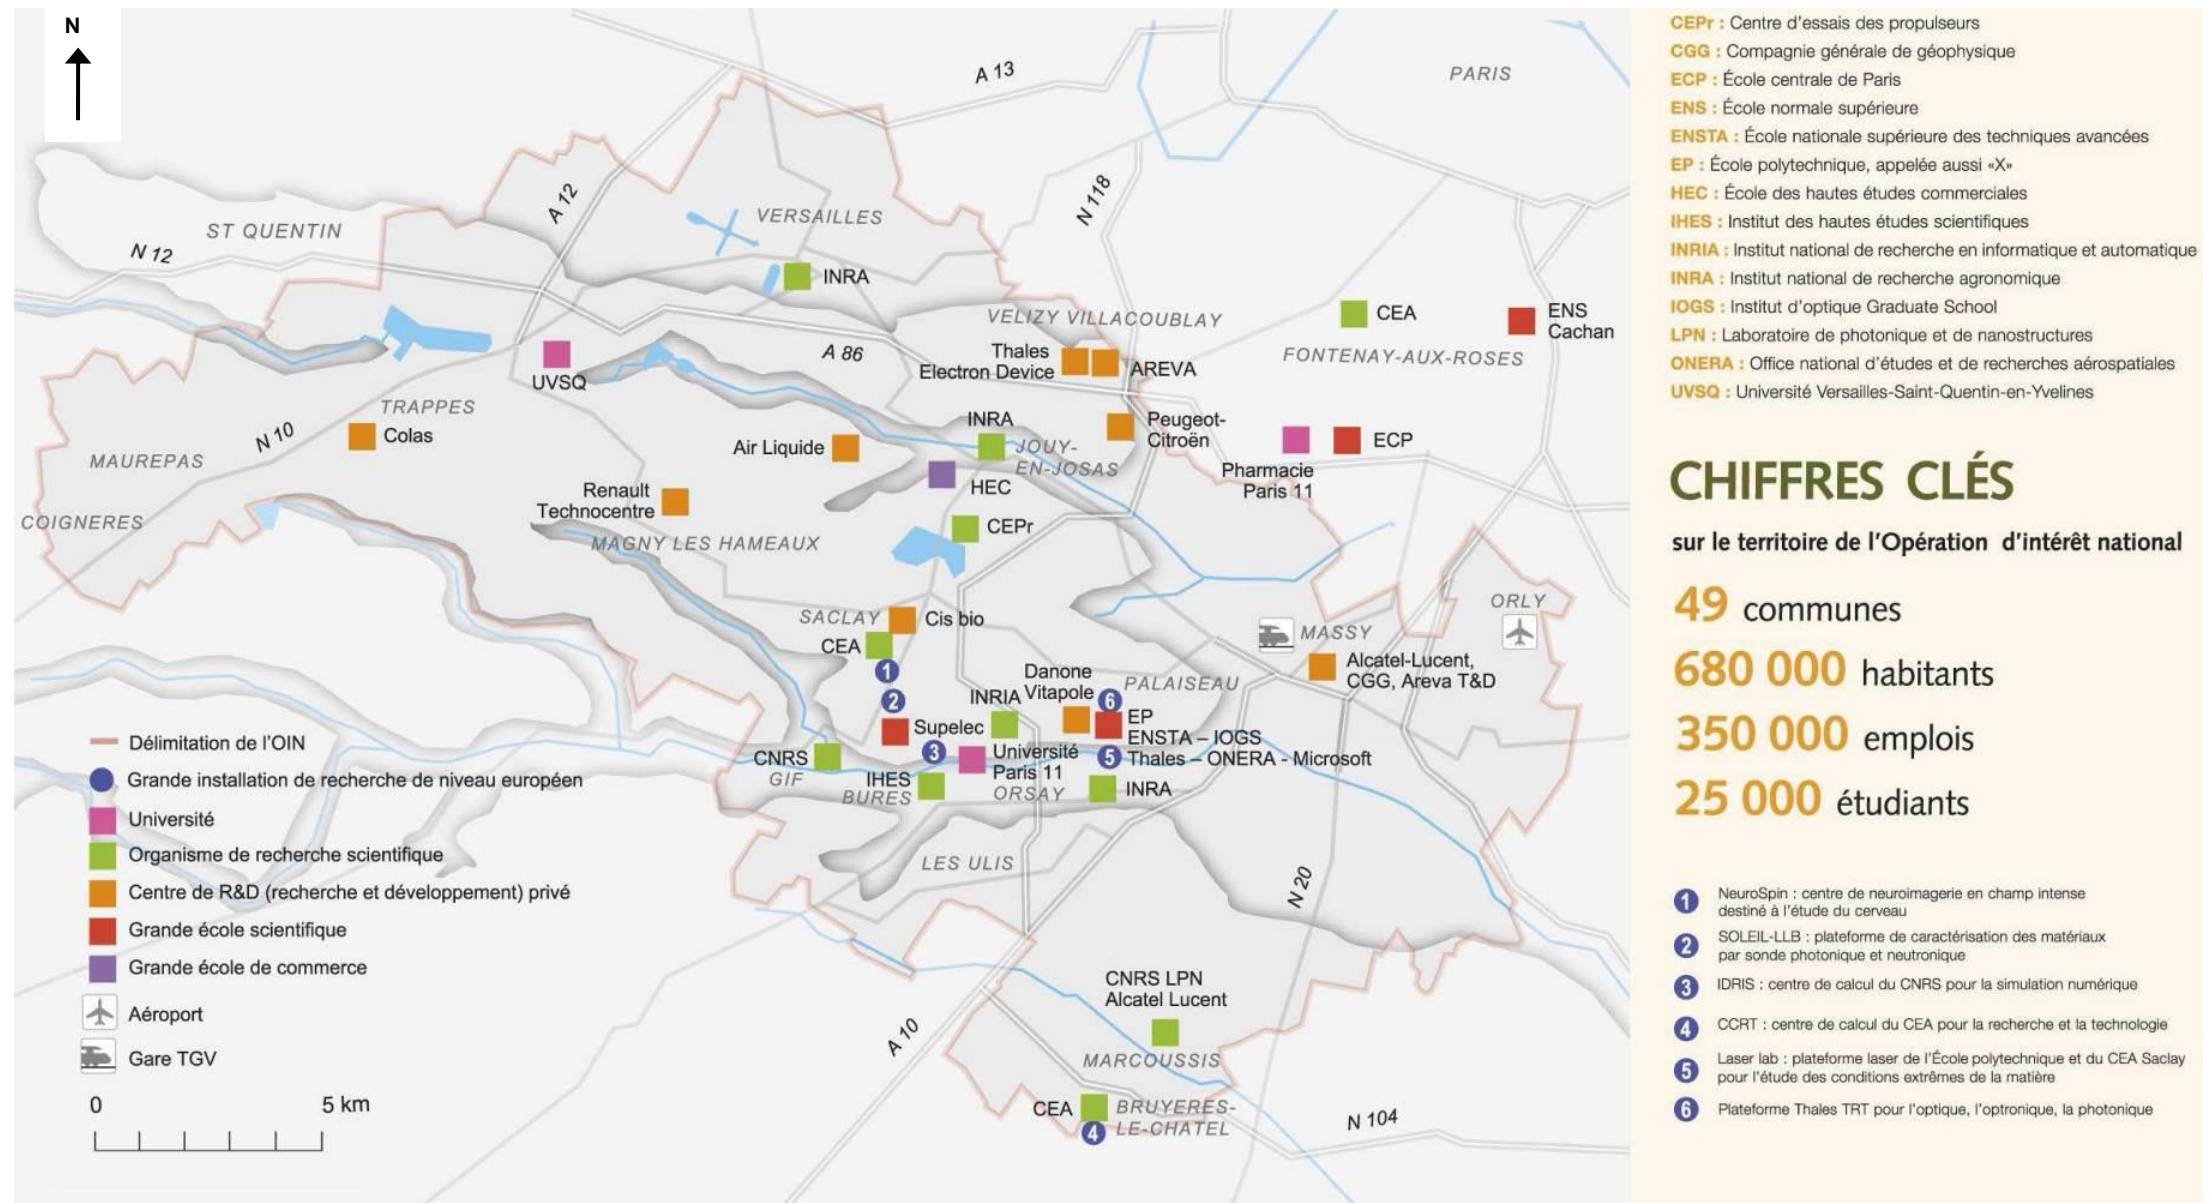 N
A 13
PARIS
A 12
N 118
VERSAILLES
ST QUENTIN
N 12
INRA
CEA
ENS
Cachan
VELIZY VILLACOUBLAY
FONTENAY-AUX-ROSES
A 86
Thales
Electron Device
AREVA
UVSQ
TRAPPES
Colas
N 10
MAUREPAS
INRA
Peugeot-
Citroën
Air Liquide
JOUY-
EN-JOSAS
ECP
HEC
Pharmacie
Paris 11
Renault
Technocentre
COIGNERES
CEPr
MAGNY LES HAMEAUX
ORLY
SACLAY
Cis bio
MASSY
CEA
1
Alcatel-Lucent,
CGG, Areva T&D
Danone
Vitapole
PALAISEAU
INRIA
2
6
Supelec
EP
ENSTA – IOGS
3
Université
Paris 11
5
Thales – ONERA - Microsoft
CNRS
GIF
IHES
BURES
ORSAY
INRA
LES ULIS
N 20
CNRS LPN
Alcatel Lucent
A 10
MARCOUSSIS
CEA
BRUYERES-
LE-CHATEL
4
N 104
Délimitation de l'OIN
Grande installation de recherche de niveau européen
Université
Organisme de recherche scientifique
Centre de R&D (recherche et développement) privé
Grande école scientifique
Grande école de commerce
Aéroport
Gare TGV
0 5 km
CEPr : Centre d'essais des propulseurs
CGG : Compagnie générale de géophysique
ECP : École centrale de Paris
ENS : École normale supérieure
ENSTA : École nationale supérieure des techniques avancées
EP : École polytechnique, appelée aussi «X»
HEC : École des hautes études commerciales
IHES : Institut des hautes études scientifiques
INRIA : Institut national de recherche en informatique et automatique
INRA : Institut national de recherche agronomique
IOGS : Institut d'optique Graduate School
LPN : Laboratoire de photonique et de nanostructures
ONERA : Office national d'études et de recherches aérospatiales
UVSQ : Université Versailles-Saint-Quentin-en-Yvelines
CHIFFRES CLÉS
sur le territoire de l'Opération d'intérêt national
49 communes
680 000 habitants
350 000 emplois
25 000 étudiants
1 NeuroSpin : centre de neuroimagerie en champ intense
destiné à l'étude du cerveau
2 SOLEIL-LLB : plateforme de caractérisation des matériaux
par sonde photonique et neutronique
3 IDRIS : centre de calcul du CNRS pour la simulation numérique
4 CCRT : centre de calcul du CEA pour la recherche et la technologie
5 Laser lab : plateforme laser de l'École polytechnique et du CEA Saclay
pour l'étude des conditions extrêmes de la matière
6 Plateforme Thales TRT pour l'optique, l'optronique, la photonique